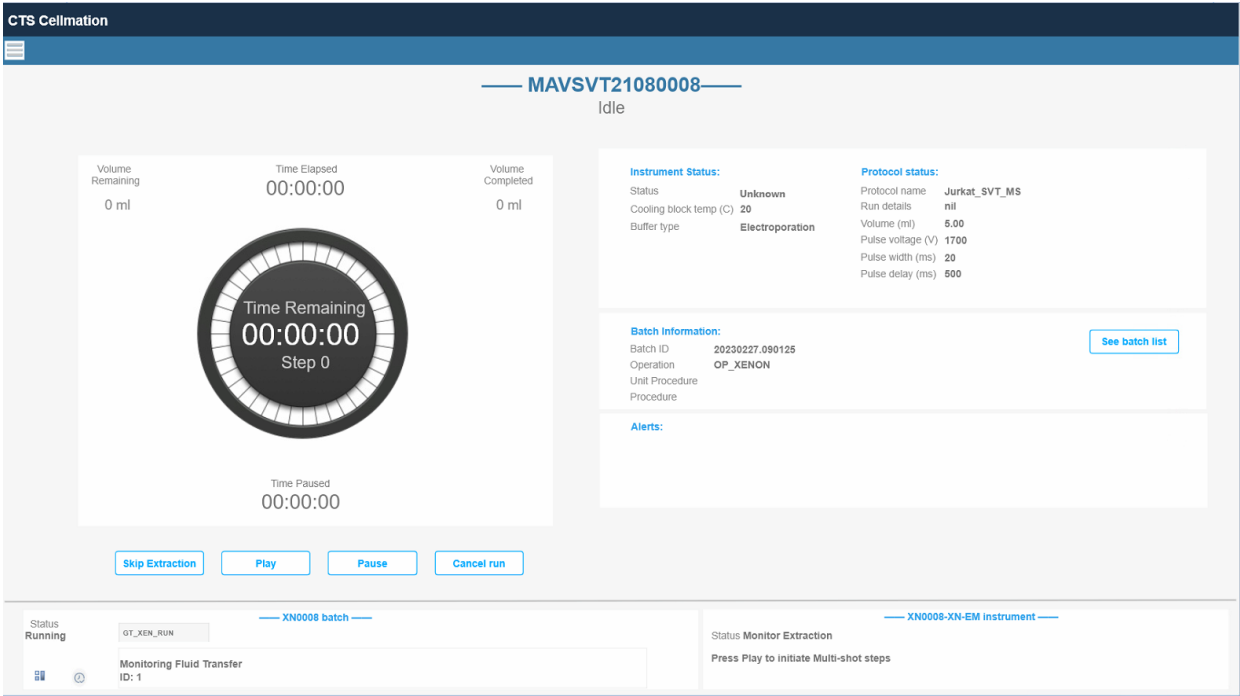 CTS Cellmation
MAVSVT21080008
Idle
Volume
Remaining
0 ml
Time Elapsed
00:00:00
Volume
Completed
0 ml
Time Remaining
00:00:00
Step 0
Time Paused
00:00:00
Skip Extraction
Play
Pause
Cancel run
Instrument Status:
Status Unknown
Cooling block temp (C) 20
Buffer type Electroporation
Protocol status:
Protocol name Jurkat_SVT_MS
Run details nil
Volume (ml) 5.00
Pulse voltage (V) 1700
Pulse width (ms) 20
Pulse delay (ms) 500
Batch Information:
Batch ID 20230227.090125
Operation OP_XENON
Unit Procedure
Procedure
See batch list
Alerts:
XN0008 batch
Status
Running
GT_XEN_RUN
Monitoring Fluid Transfer
ID: 1
XN0008-XN-EM instrument
Status Monitor Extraction
Press Play to initiate Multi-shot steps